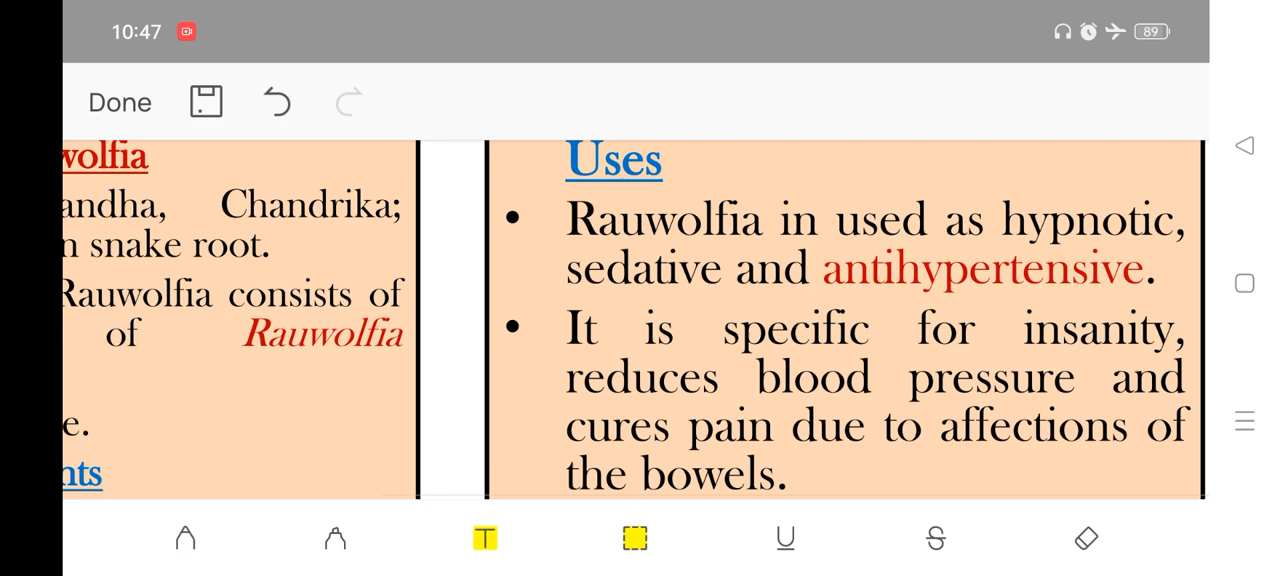 10:47
89
Done
wolfia
andha, Chandrika;
n snake root.
Rauwolfia consists of
of Rauwolfia
e.
nts
Uses
• Rauwolfia in used as hypnotic,
sedative and antihypertensive.
• It is specific for insanity,
reduces blood pressure and
cures pain due to affections of
the bowels.
T
U
S